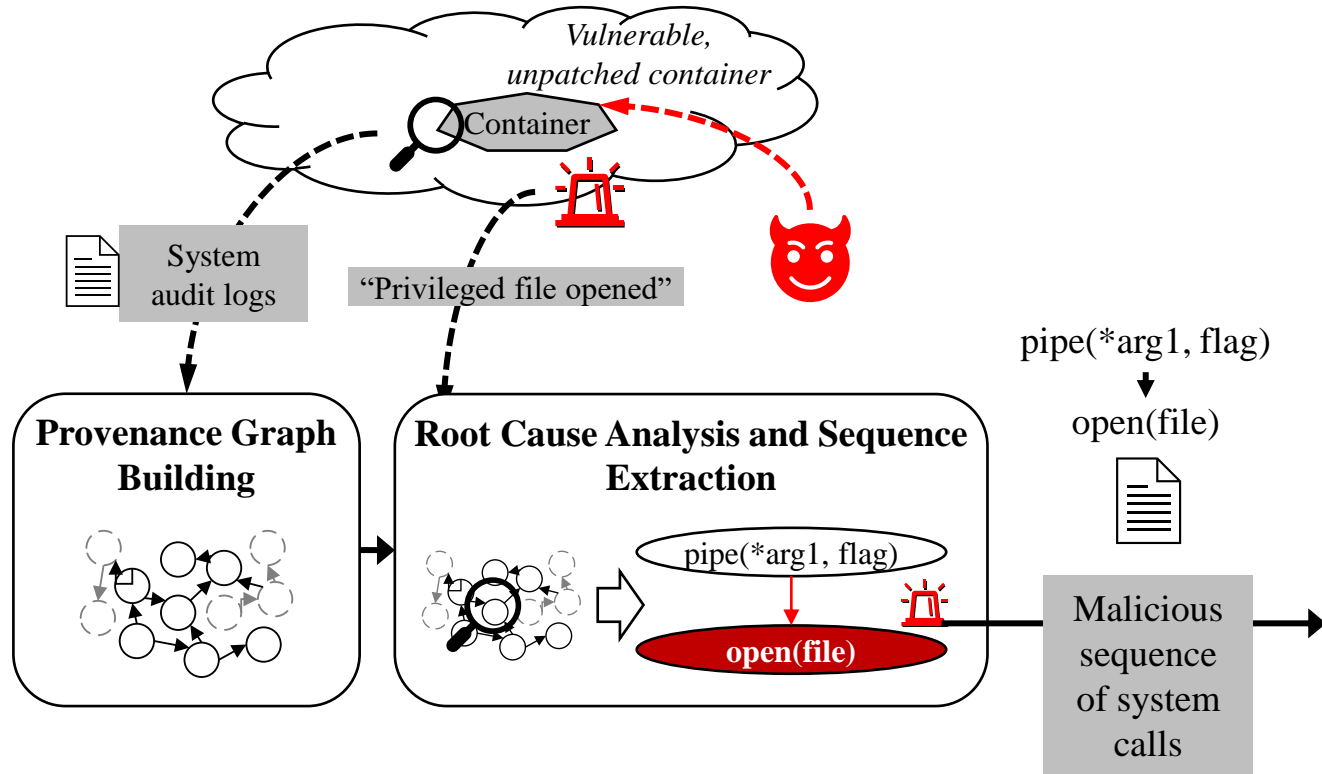 Vulnerable,
unpatched container
Container
System
audit logs
“Privileged file opened”
pipe(*arg1, flag)
open(file)
Provenance Graph
Building
Root Cause Analysis and Sequence
Extraction
pipe(*arg1, flag)
open(file)
Malicious
sequence
of system
calls